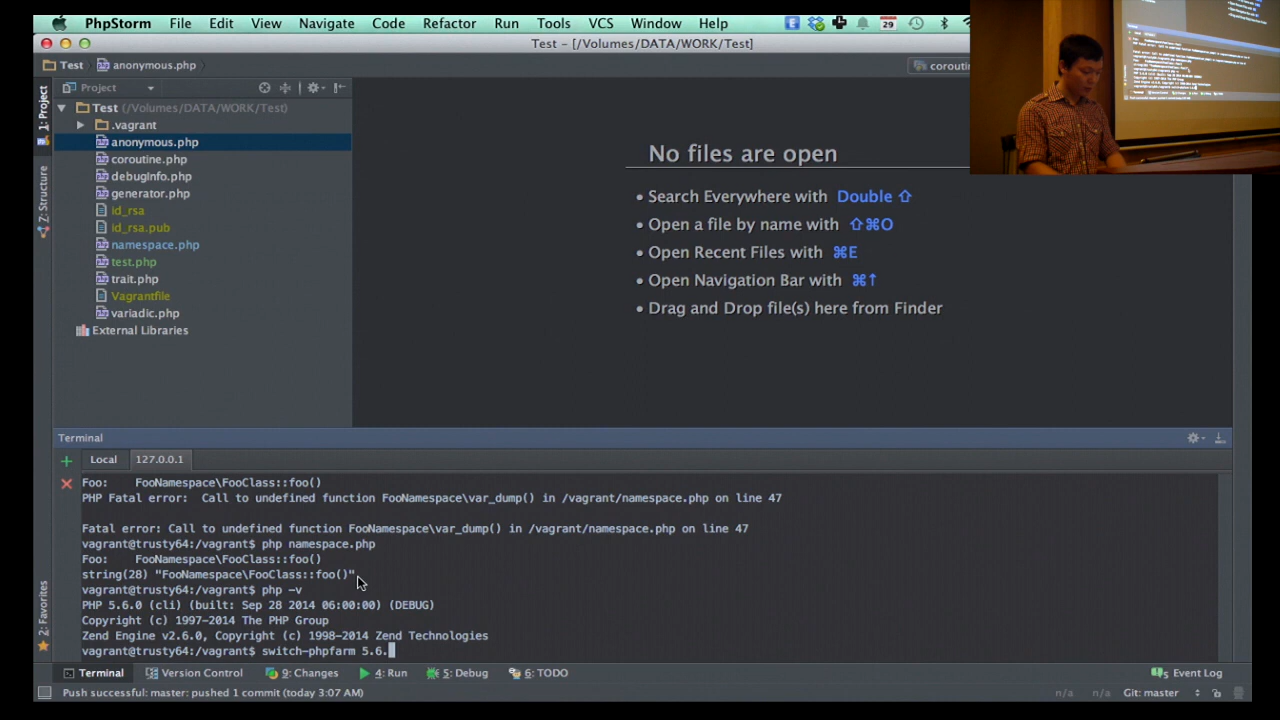 PhpStorm File Edit View Navigate Code Refactor Run Tools VCS Window Help 29
Test - [/Volumes/DATA/WORK/Test]
Test anonymous.php
coroutin
1: Project
Project
Test (/Volumes/DATA/WORK/Test)
.vagrant
anonymous.php
coroutine.php
debugInfo.php
generator.php
id_rsa
id_rsa.pub
namespace.php
test.php
trait.php
Vagrantfile
variadic.php
External Libraries
7: Structure
No files are open
• Search Everywhere with Double ⇧
• Open a file by name with ⇧⌘O
• Open Recent Files with ⌘E
• Open Navigation Bar with ⌘↑
• Drag and Drop file(s) here from Finder
Terminal
Local 127.0.0.1
Foo: FooNamespace\FooClass::foo()
PHP Fatal error: Call to undefined function FooNamespace\var_dump() in /vagrant/namespace.php on line 47
Fatal error: Call to undefined function FooNamespace\var_dump() in /vagrant/namespace.php on line 47
vagrant@trusty64:/vagrant$ php namespace.php
Foo: FooNamespace\FooClass::foo()
string(28) "FooNamespace\FooClass::foo()"
vagrant@trusty64:/vagrant$ php -v
PHP 5.6.0 (cli) (built: Sep 28 2014 06:00:00) (DEBUG)
Copyright (c) 1997-2014 The PHP Group
Zend Engine v2.6.0, Copyright (c) 1998-2014 Zend Technologies
vagrant@trusty64:/vagrant$ switch-phpfarm 5.6.
2: Favorites
Terminal Version Control 9: Changes 4: Run 5: Debug 6: TODO Event Log
Push successful: master: pushed 1 commit (today 3:07 AM) n/a n/a Git: master